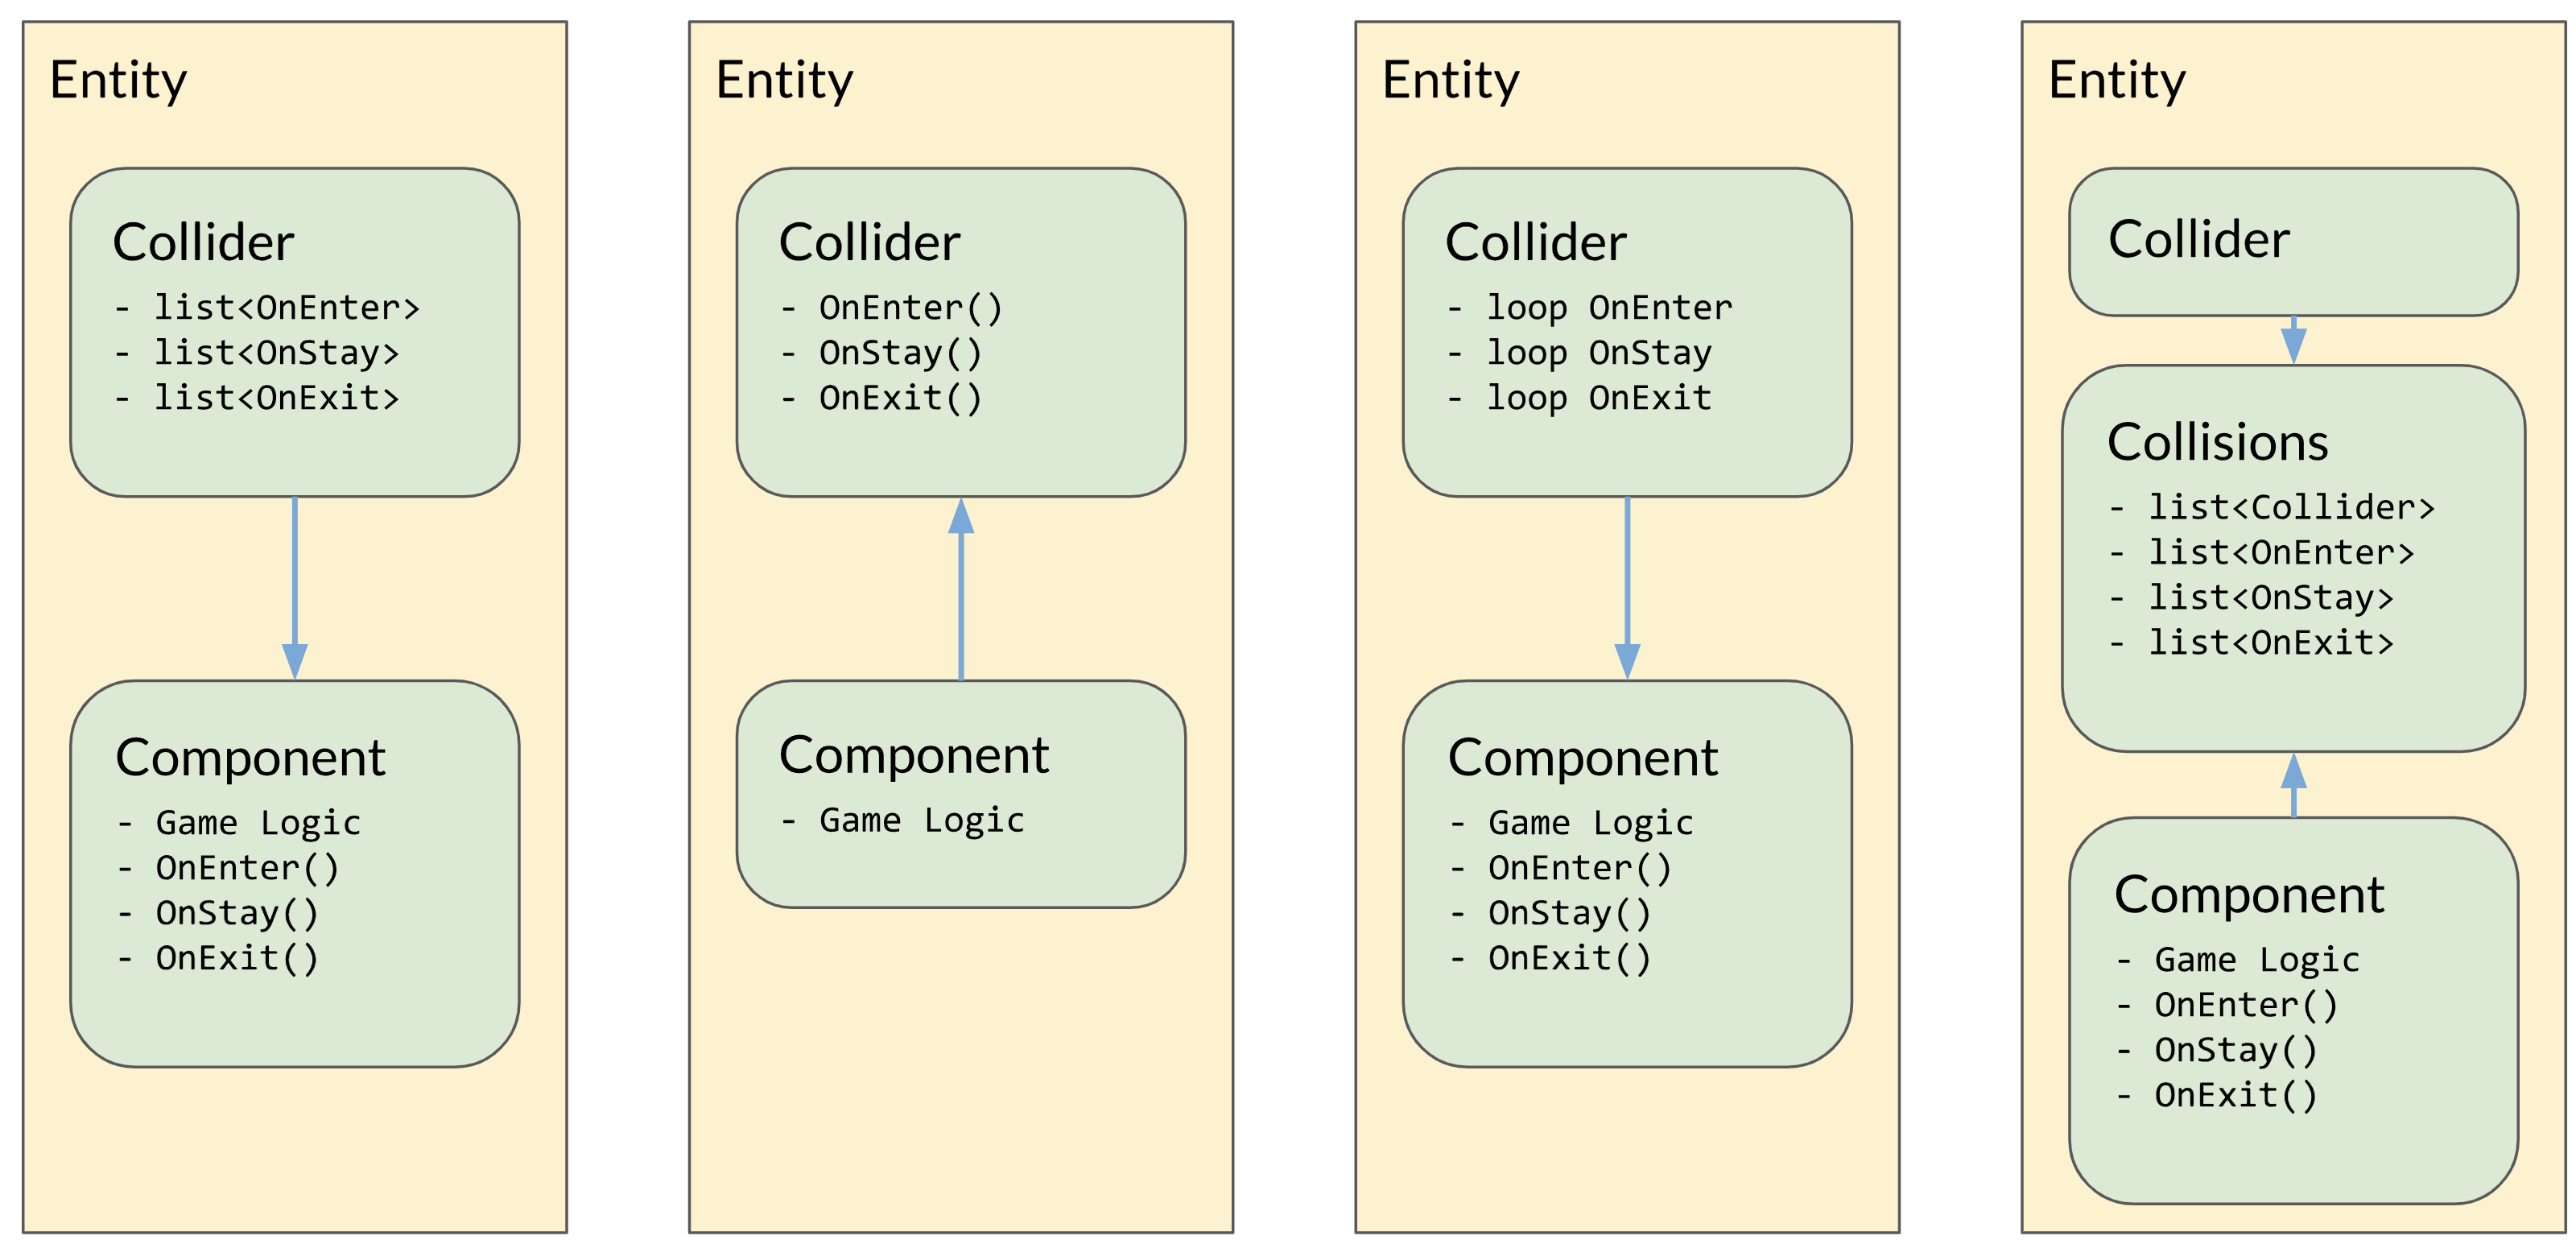 Entity
Collider
- list<OnEnter>
- list<OnStay>
- list<OnExit>
Component
- Game Logic
- OnEnter()
- OnStay()
- OnExit()
Entity
Collider
- OnEnter()
- OnStay()
- OnExit()
Component
- Game Logic
Entity
Collider
- loop OnEnter
- loop OnStay
- loop OnExit
Component
- Game Logic
- OnEnter()
- OnStay()
- OnExit()
Entity
Collider
Collisions
- list<Collider>
- list<OnEnter>
- list<OnStay>
- list<OnExit>
Component
- Game Logic
- OnEnter()
- OnStay()
- OnExit()